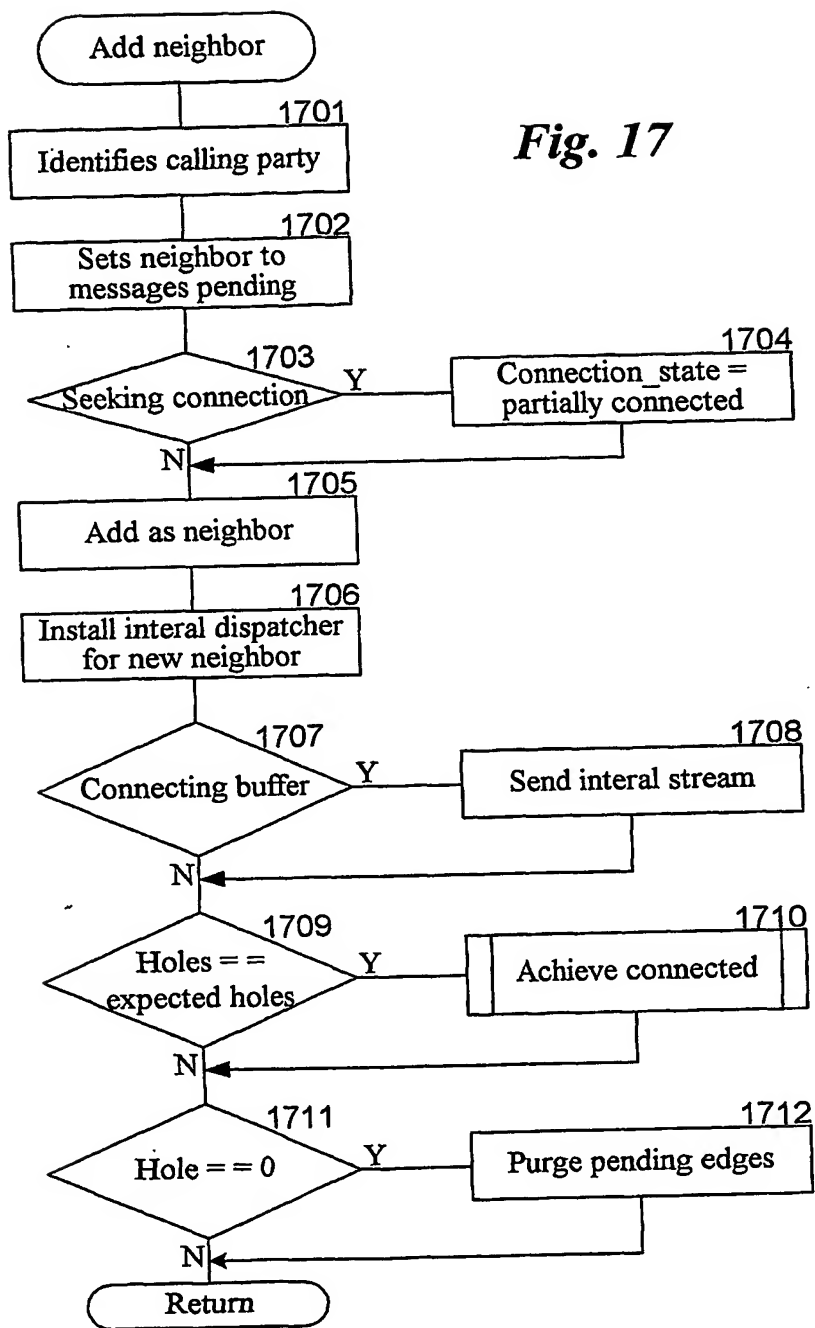 Add neighbor
Fig. 17
1701
Identifies calling party
1702
Sets neighbor to
messages pending
1703
Seeking connection
Y
N
1704
Connection_state =
partially connected
1705
Add as neighbor
1706
Install interal dispatcher
for new neighbor
1707
Connecting buffer
Y
N
1708
Send interal stream
1709
Holes = =
expected holes
Y
N
1710
Achieve connected
1711
Hole = = 0
Y
N
1712
Purge pending edges
Return